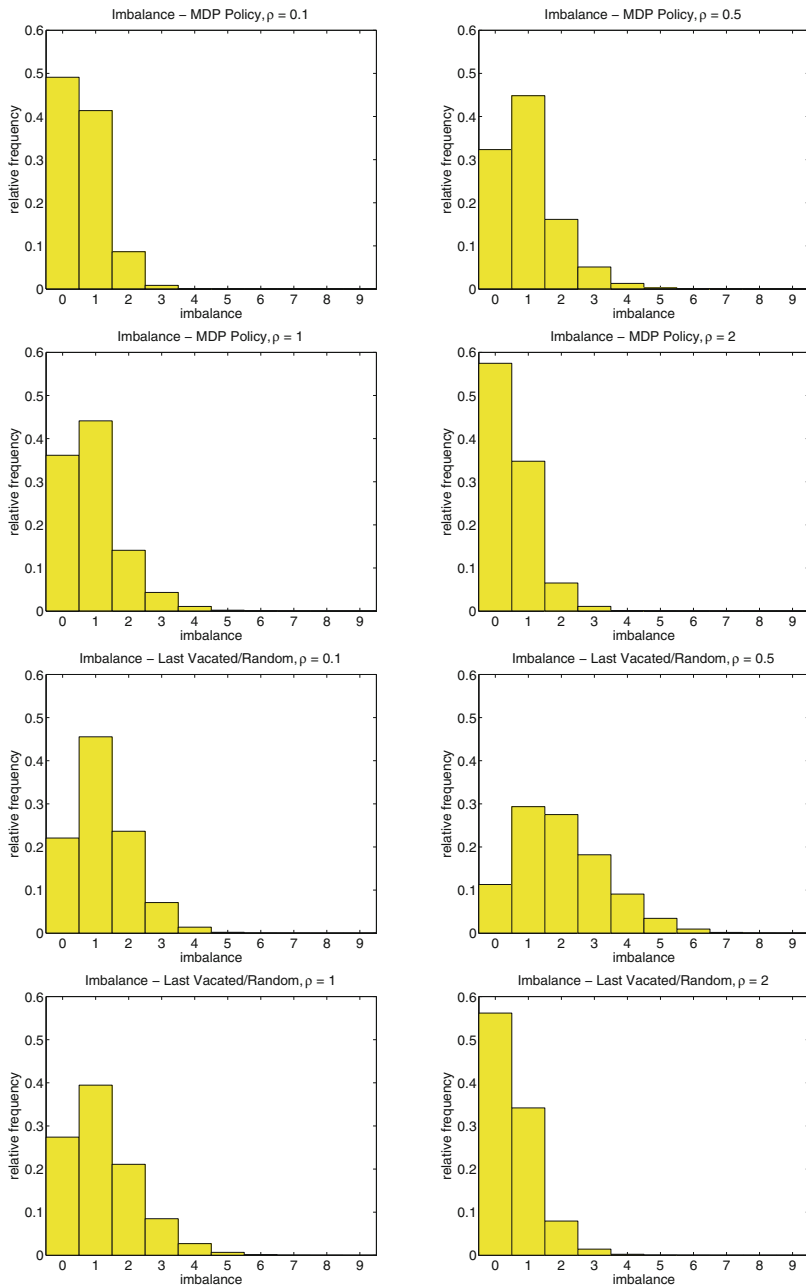 Imbalance – MDP Policy, ρ = 0.1
0.6
0.5
0.4
0.3
0.2
0.1
0
relative frequency
0 1 2 3 4 5 6 7 8 9
imbalance
Imbalance – MDP Policy, ρ = 0.5
0.6
0.5
0.4
0.3
0.2
0.1
0
relative frequency
0 1 2 3 4 5 6 7 8 9
imbalance
Imbalance – MDP Policy, ρ = 1
0.6
0.5
0.4
0.3
0.2
0.1
0
relative frequency
0 1 2 3 4 5 6 7 8 9
imbalance
Imbalance – MDP Policy, ρ = 2
0.6
0.5
0.4
0.3
0.2
0.1
0
relative frequency
0 1 2 3 4 5 6 7 8 9
imbalance
Imbalance – Last Vacated/Random, ρ = 0.1
0.6
0.5
0.4
0.3
0.2
0.1
0
relative frequency
0 1 2 3 4 5 6 7 8 9
imbalance
Imbalance – Last Vacated/Random, ρ = 0.5
0.6
0.5
0.4
0.3
0.2
0.1
0
relative frequency
0 1 2 3 4 5 6 7 8 9
imbalance
Imbalance – Last Vacated/Random, ρ = 1
0.6
0.5
0.4
0.3
0.2
0.1
0
relative frequency
0 1 2 3 4 5 6 7 8 9
imbalance
Imbalance – Last Vacated/Random, ρ = 2
0.6
0.5
0.4
0.3
0.2
0.1
0
relative frequency
0 1 2 3 4 5 6 7 8 9
imbalance